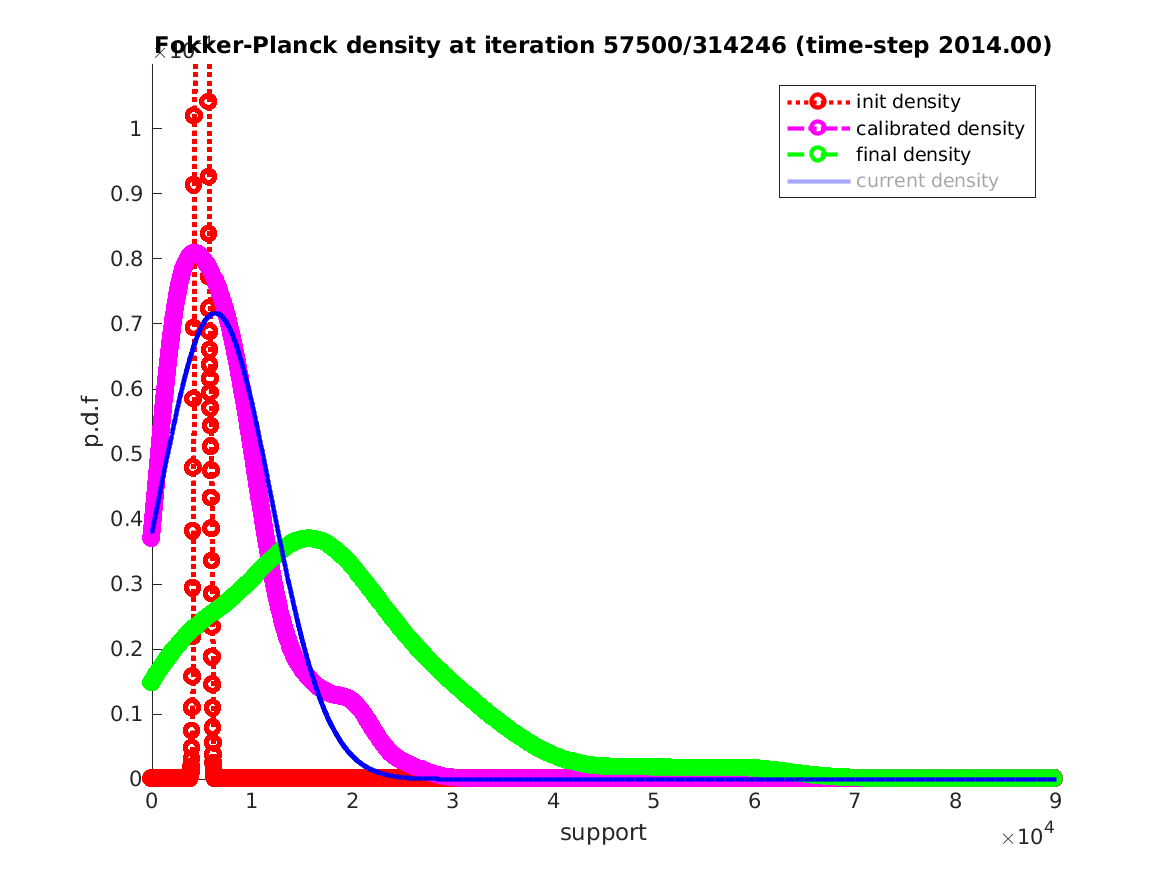 Fokker-Planck density at iteration 57500/314246 (time-step 2014.00)
init density
calibrated density
final density
current density
1
0.9
0.8
0.7
0.6
0.5
0.4
0.3
0.2
0.1
0
p.d.f
0 1 2 3 4 5 6 7 8 9
support
×10⁴